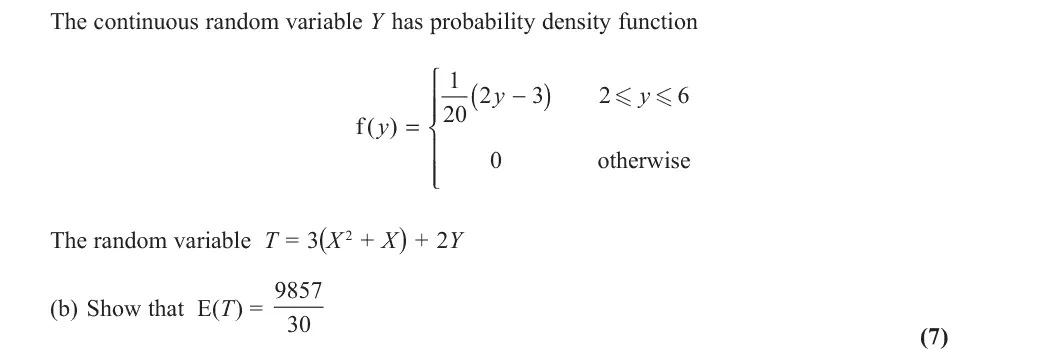 The continuous random variable Y has probability density function
f(y) = { 1/20 (2y − 3) 2 ⩽ y ⩽ 6
0 otherwise
The random variable T = 3(X² + X) + 2Y
(b) Show that E(T) = 9857/30
(7)